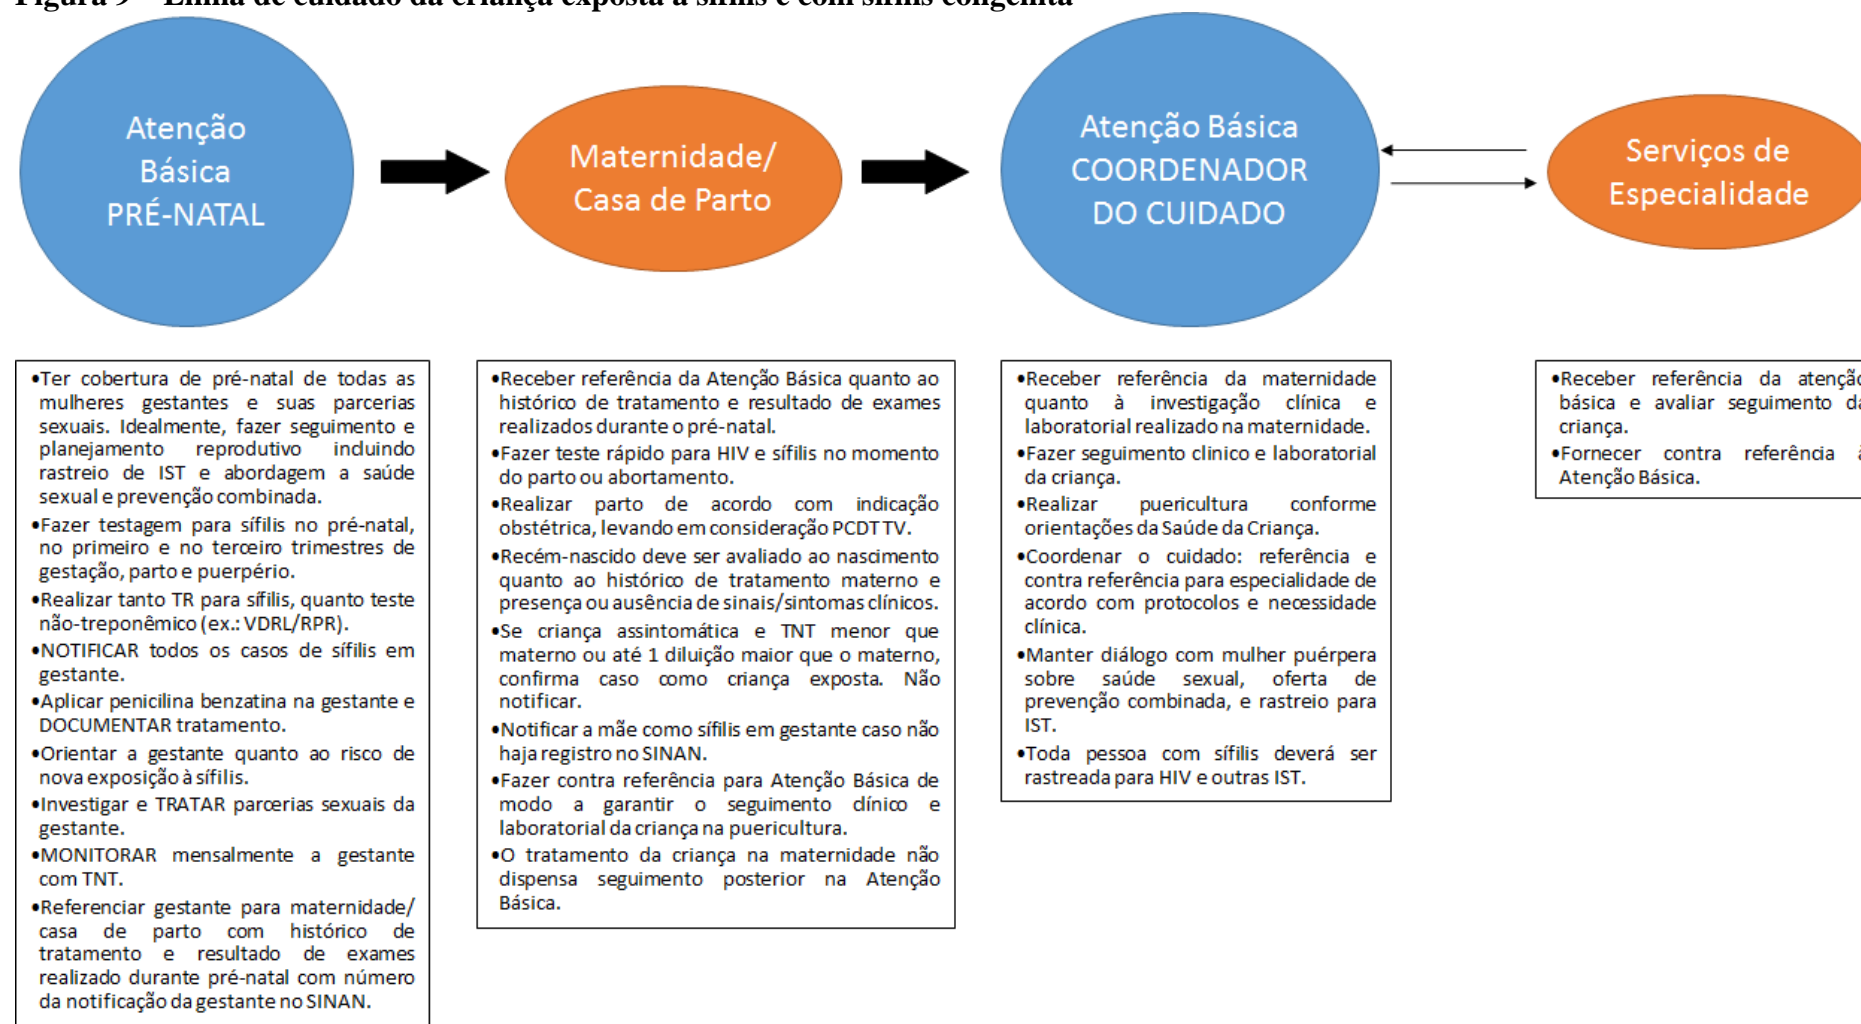 Figura 9 – Linha de cuidado da criança exposta à sífilis e com sífilis congênita
Atenção
Básica
PRÉ-NATAL
Maternidade/
Casa de Parto
Atenção Básica
COORDENADOR
DO CUIDADO
Serviços de
Especialidade
•Ter cobertura de pré-natal de todas as
mulheres gestantes e suas parcerias
sexuais. Idealmente, fazer seguimento e
planejamento reprodutivo incluindo
rastreio de IST e abordagem a saúde
sexual e prevenção combinada.
•Fazer testagem para sífilis no pré-natal,
no primeiro e no terceiro trimestres de
gestação, parto e puerpério.
•Realizar tanto TR para sífilis, quanto teste
não-treponêmico (ex.: VDRL/RPR).
•NOTIFICAR todos os casos de sífilis em
gestante.
•Aplicar penicilina benzatina na gestante e
DOCUMENTAR tratamento.
•Orientar a gestante quanto ao risco de
nova exposição à sífilis.
•Investigar e TRATAR parcerias sexuais da
gestante.
•MONITORAR mensalmente a gestante
com TNT.
•Referenciar gestante para maternidade/
casa de parto com histórico de
tratamento e resultado de exames
realizado durante pré-natal com número
da notificação da gestante no SINAN.
•Receber referência da Atenção Básica quanto ao
histórico de tratamento e resultado de exames
realizados durante o pré-natal.
•Fazer teste rápido para HIV e sífilis no momento
do parto ou abortamento.
•Realizar parto de acordo com indicação
obstétrica, levando em consideração PCDT TV.
•Recém-nascido deve ser avaliado ao nascimento
quanto ao histórico de tratamento materno e
presença ou ausência de sinais/sintomas clínicos.
•Se criança assintomática e TNT menor que
materno ou até 1 diluição maior que o materno,
confirma caso como criança exposta. Não
notificar.
•Notificar a mãe como sífilis em gestante caso não
haja registro no SINAN.
•Fazer contra referência para Atenção Básica de
modo a garantir o seguimento clínico e
laboratorial da criança na puericultura.
•O tratamento da criança na maternidade não
dispensa seguimento posterior na Atenção
Básica.
•Receber referência da maternidade
quanto à investigação clínica e
laboratorial realizado na maternidade.
•Fazer seguimento clinico e laboratorial
da criança.
•Realizar puericultura conforme
orientações da Saúde da Criança.
•Coordenar o cuidado: referência e
contra referência para especialidade de
acordo com protocolos e necessidade
clínica.
•Manter diálogo com mulher puérpera
sobre saúde sexual, oferta de
prevenção combinada, e rastreio para
IST.
•Toda pessoa com sífilis deverá ser
rastreada para HIV e outras IST.
•Receber referência da atenção
básica e avaliar seguimento da
criança.
•Fornecer contra referência à
Atenção Básica.